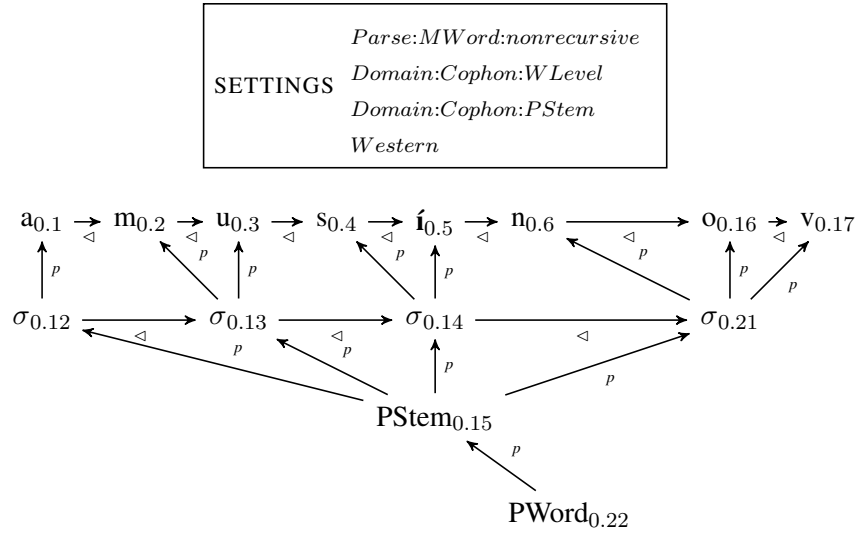 Parse:MWord:nonrecursive
Domain:Cophon:WLevel
SETTINGS
Domain:Cophon:PStem
Western
a0.1 ◁ m0.2 ◁ u0.3 ◁ s0.4 ◁ í0.5 ◁ n0.6 ◁ o0.16 ◁ v0.17
p p p p p p p p
σ0.12 ◁ σ0.13 ◁ σ0.14 ◁ σ0.21
p p p p
PStem0.15
p
PWord0.22